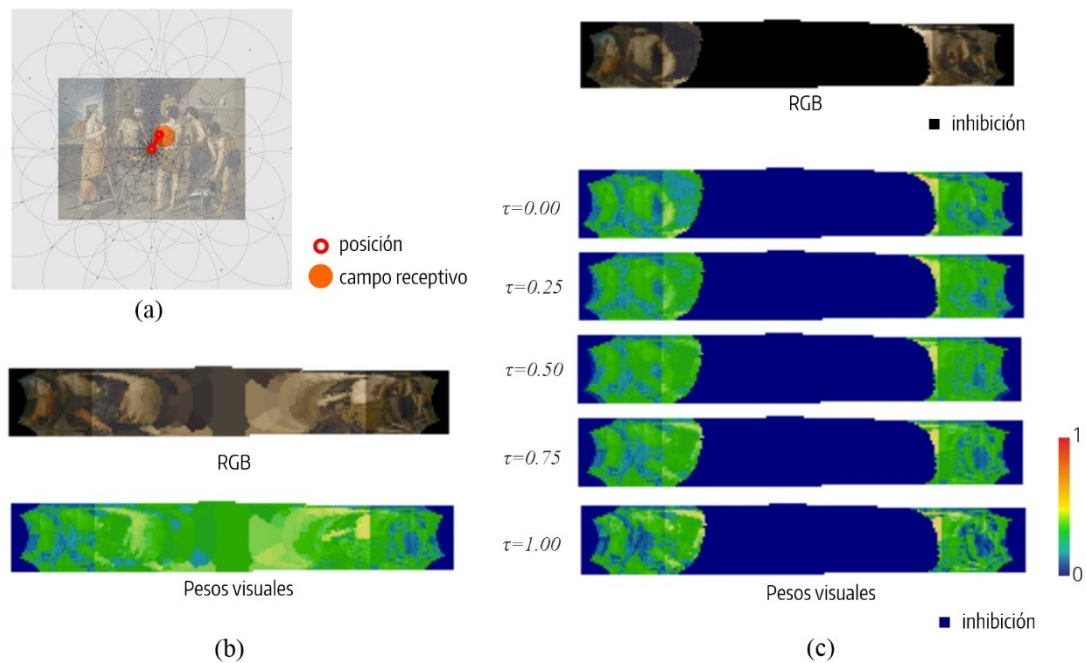 posición
campo receptivo
(a)
RGB
Pesos visuales
(b)
RGB
inhibición
τ=0.00
τ=0.25
τ=0.50
τ=0.75
τ=1.00
1
0
Pesos visuales
inhibición
(c)